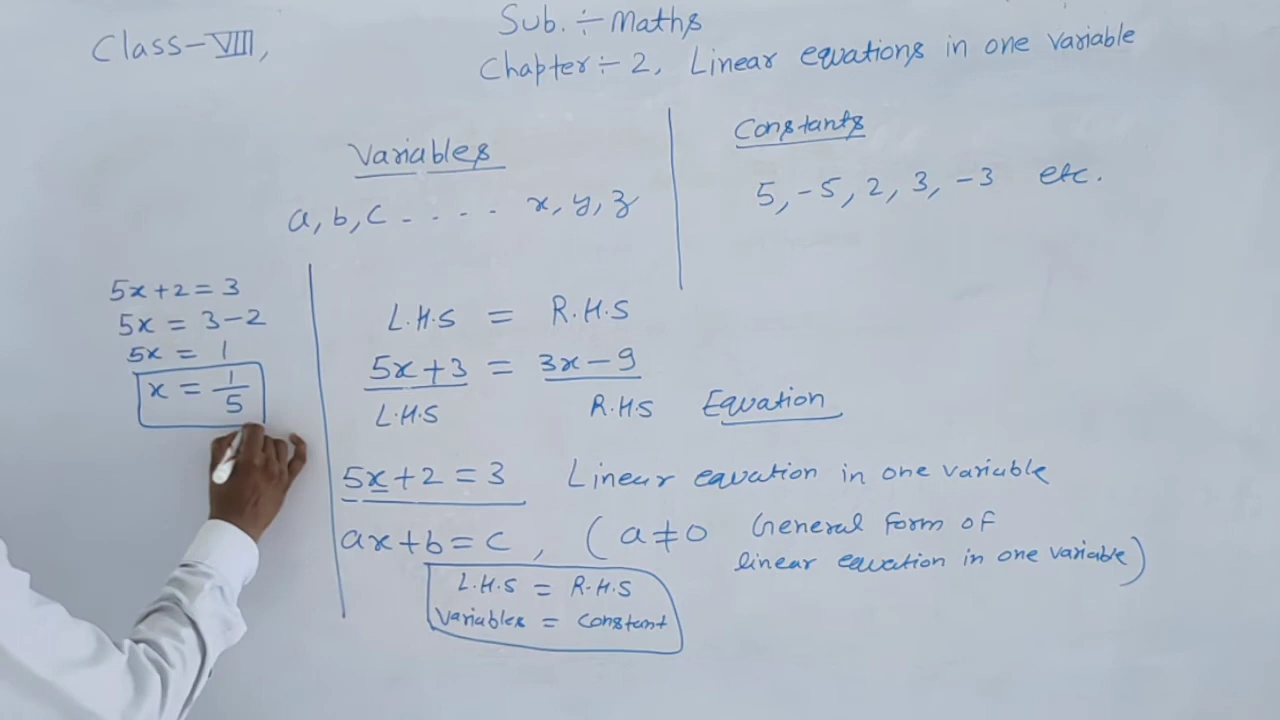 Class-VIII,
Sub. ÷ Maths
Chapter ÷ 2, Linear equations in one variable
Variables
a, b, c - - - - x, y, z
Constants
5, -5, 2, 3, -3 etc.
5x+2 = 3
5x = 3-2
5x = 1
x = 1/5
L.H.S = R.H.S
5x+3 = 3x-9
L.H.S R.H.S Equation
5x+2 = 3 Linear equation in one variable
ax+b = c, (a≠0 General form of
linear equation in one variable)
L.H.S = R.H.S
Variables = Constant